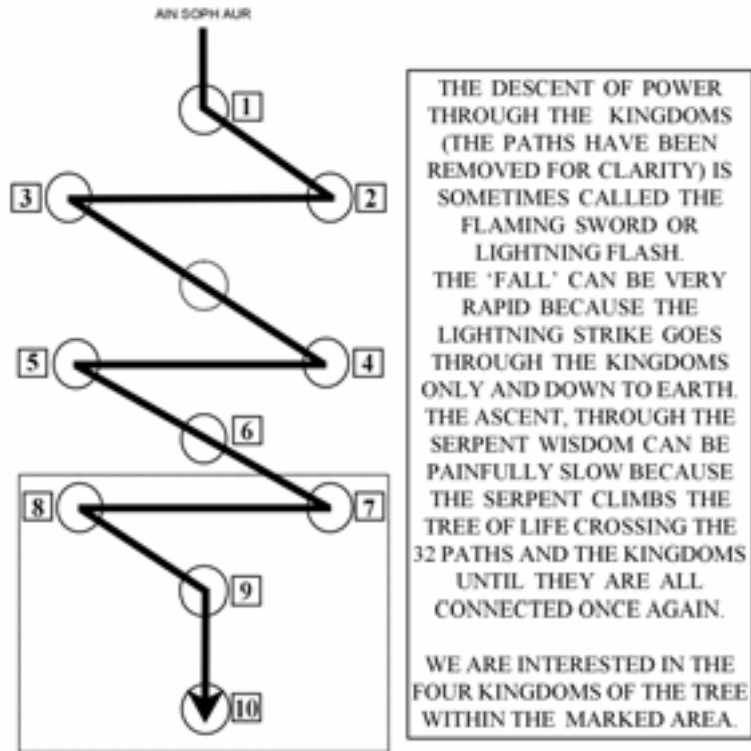 AIN SOPH AUR
1
3
2
5
4
6
8
7
9
10
THE DESCENT OF POWER
THROUGH THE KINGDOMS
(THE PATHS HAVE BEEN
REMOVED FOR CLARITY) IS
SOMETIMES CALLED THE
FLAMING SWORD OR
LIGHTNING FLASH.
THE ‘FALL’ CAN BE VERY
RAPID BECAUSE THE
LIGHTNING STRIKE GOES
THROUGH THE KINGDOMS
ONLY AND DOWN TO EARTH.
THE ASCENT, THROUGH THE
SERPENT WISDOM CAN BE
PAINFULLY SLOW BECAUSE
THE SERPENT CLIMBS THE
TREE OF LIFE CROSSING THE
32 PATHS AND THE KINGDOMS
UNTIL THEY ARE ALL
CONNECTED ONCE AGAIN.
WE ARE INTERESTED IN THE
FOUR KINGDOMS OF THE TREE
WITHIN THE MARKED AREA.